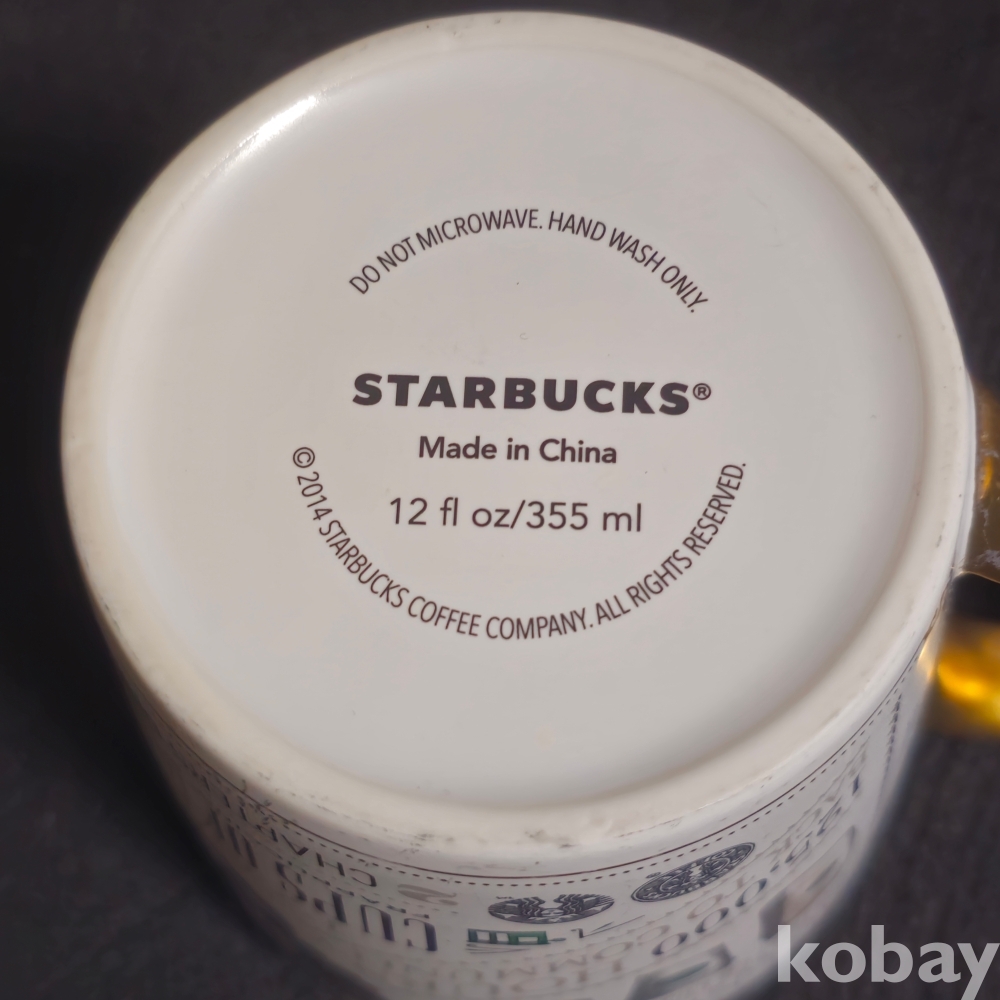 DO NOT MICROWAVE. HAND WASH ONLY.
STARBUCKS®
Made in China
12 fl oz/355 ml
© 2014 STARBUCKS COFFEE COMPANY. ALL RIGHTS RESERVED.
CUPS
kobay